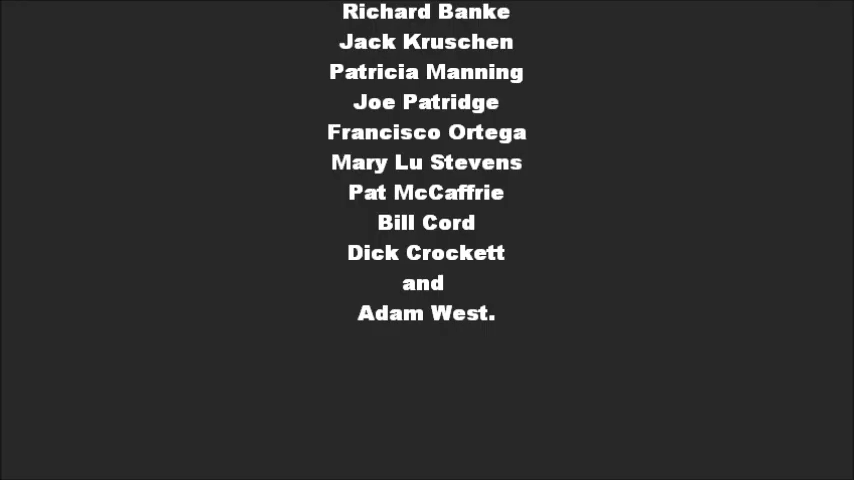 Richard Banke
Jack Kruschen
Patricia Manning
Joe Patridge
Francisco Ortega
Mary Lu Stevens
Pat McCaffrie
Bill Cord
Dick Crockett
and
Adam West.